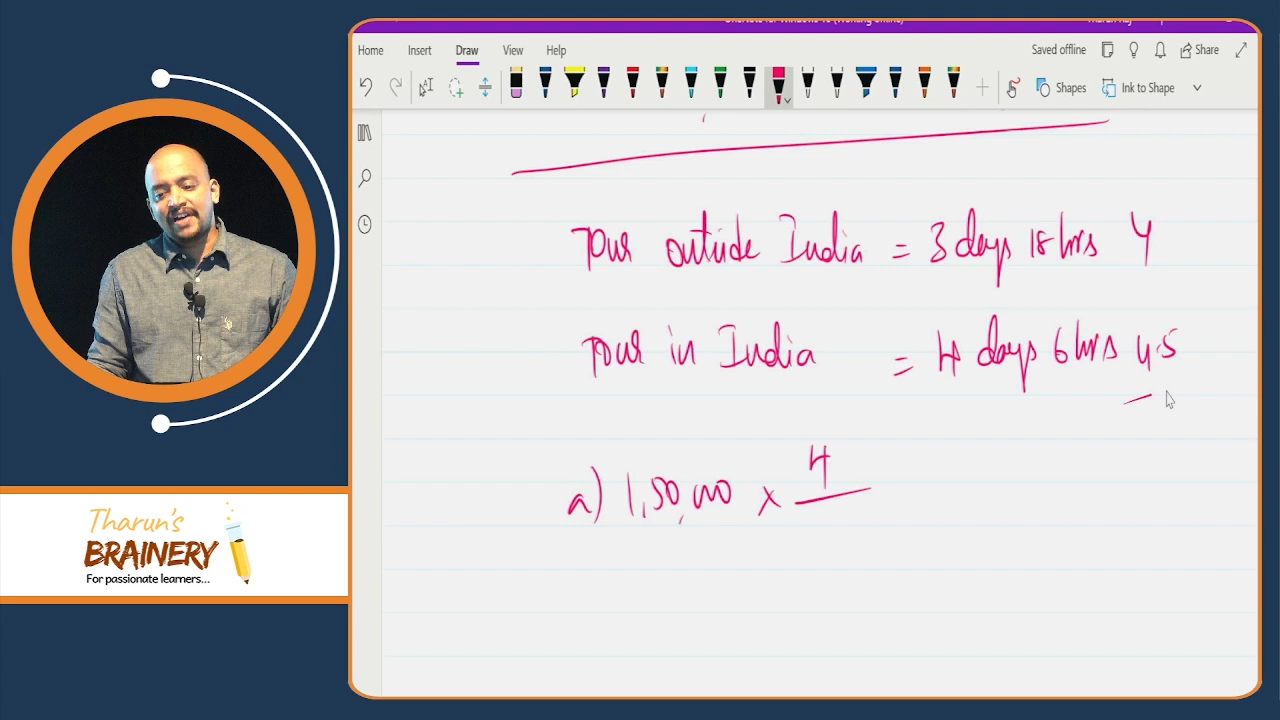 Home Insert Draw View Help Saved offline Share
Shapes Ink to Shape
Tour outside India = 3 days 18 hrs 4
Tour in India = 4 days 6 hrs 4.5
a) 1,50,000 × 4
Tharun's
BRAINERY
For passionate learners...